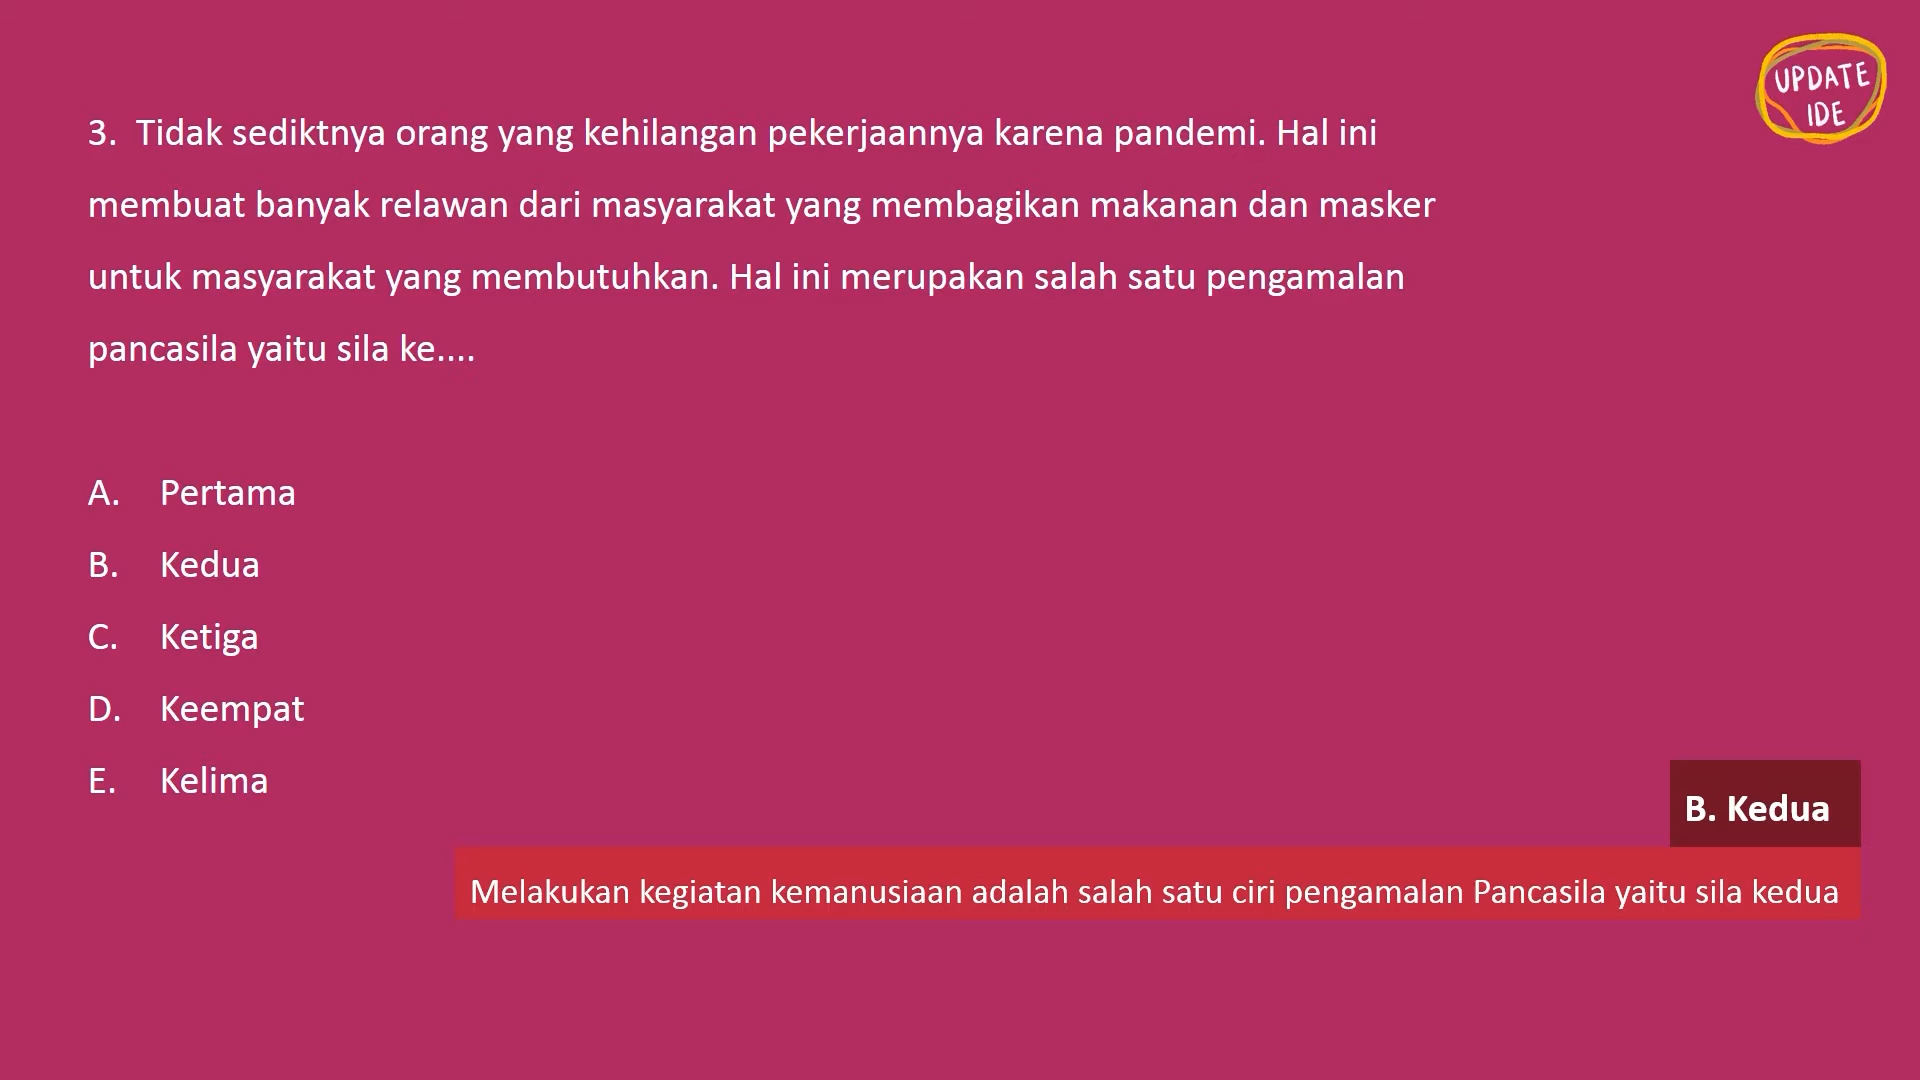 UPDATE
IDE
3. Tidak sediktnya orang yang kehilangan pekerjaannya karena pandemi. Hal ini
membuat banyak relawan dari masyarakat yang membagikan makanan dan masker
untuk masyarakat yang membutuhkan. Hal ini merupakan salah satu pengamalan
pancasila yaitu sila ke....
A. Pertama
B. Kedua
C. Ketiga
D. Keempat
E. Kelima
B. Kedua
Melakukan kegiatan kemanusiaan adalah salah satu ciri pengamalan Pancasila yaitu sila kedua